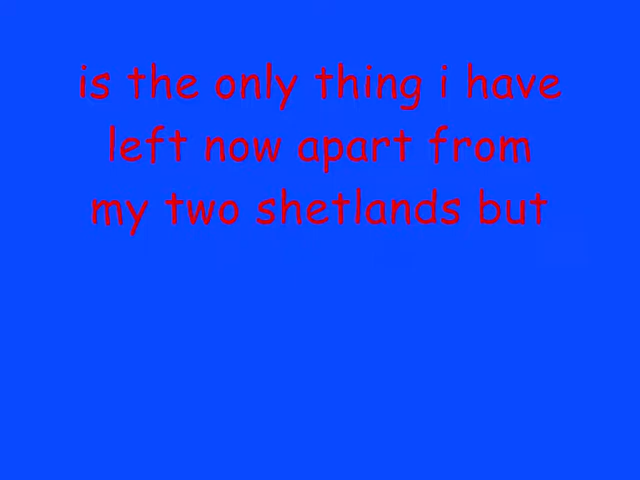 is the only thing i have
left now apart from
my two shetlands but